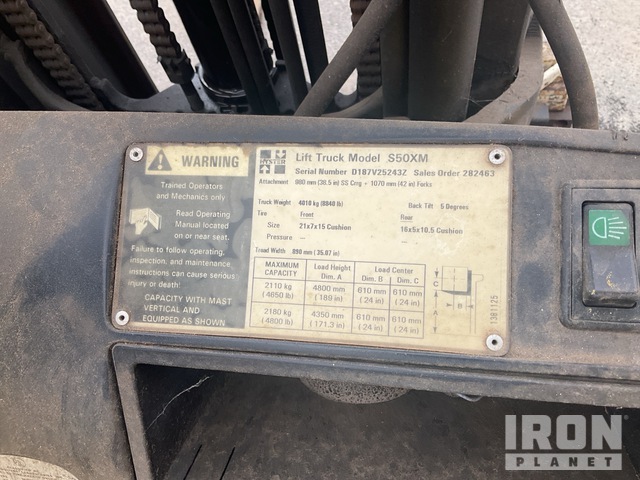 WARNING
Trained Operators
and Mechanics only
Read Operating
Manual located
on or near seat.
Failure to follow operating,
inspection, and maintenance
instructions can cause serious
injury or death!
CAPACITY WITH MAST
VERTICAL AND
EQUIPPED AS SHOWN
HYSTER
Lift Truck Model S50XM
Serial Number D187V25243Z Sales Order 282463
Attachment 980 mm (38.5 in) SS Crrg + 1070 mm (42 in) Forks
Truck Weight 4010 kg (8840 lb) Back Tilt 5 Degrees
Tire Front Rear
Size 21x7x15 Cushion 16x5x10.5 Cushion
Pressure — —
Tread Width 890 mm (35.07 in)
MAXIMUM CAPACITY Load Height Dim. A Load Center Dim. B Dim. C
2110 kg 4800 mm 610 mm 610 mm
(4650 lb) (189 in) (24 in) (24 in)
2180 kg 4350 mm 610 mm 610 mm
(4800 lb) (171.3 in) (24 in) (24 in)
C
B
A
1381125
IRON
PLANET